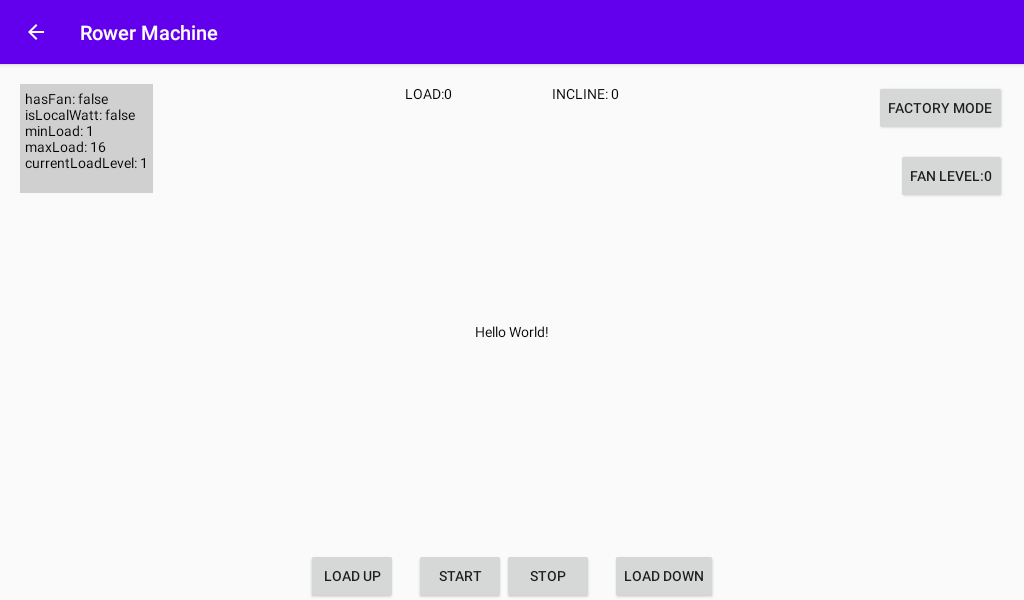 Rower Machine
hasFan: false
isLocalWatt: false
minLoad: 1
maxLoad: 16
currentLoadLevel: 1
LOAD:0
INCLINE: 0
FACTORY MODE
FAN LEVEL:0
Hello World!
LOAD UP
START
STOP
LOAD DOWN